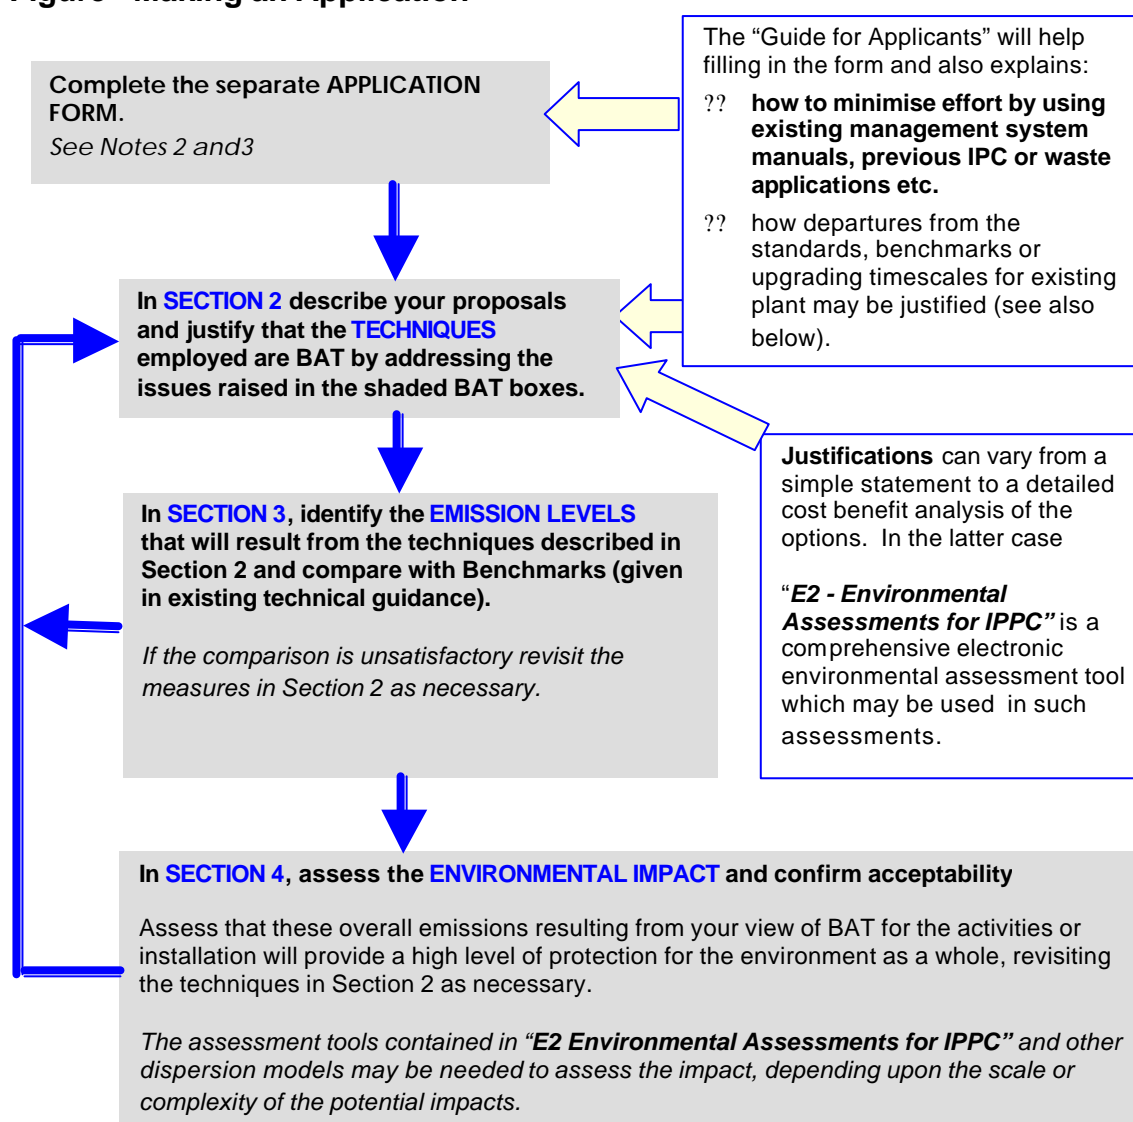 Complete the separate APPLICATION
FORM.
See Notes 2 and3
The “Guide for Applicants” will help
filling in the form and also explains:
?? how to minimise effort by using
existing management system
manuals, previous IPC or waste
applications etc.
?? how departures from the
standards, benchmarks or
upgrading timescales for existing
plant may be justified (see also
below).
In SECTION 2 describe your proposals
and justify that the TECHNIQUES
employed are BAT by addressing the
issues raised in the shaded BAT boxes.
Justifications can vary from a
simple statement to a detailed
cost benefit analysis of the
options. In the latter case
“E2 - Environmental
Assessments for IPPC” is a
comprehensive electronic
environmental assessment tool
which may be used in such
assessments.
In SECTION 3, identify the EMISSION LEVELS
that will result from the techniques described in
Section 2 and compare with Benchmarks (given
in existing technical guidance).
If the comparison is unsatisfactory revisit the
measures in Section 2 as necessary.
In SECTION 4, assess the ENVIRONMENTAL IMPACT and confirm acceptability
Assess that these overall emissions resulting from your view of BAT for the activities or
installation will provide a high level of protection for the environment as a whole, revisiting
the techniques in Section 2 as necessary.
The assessment tools contained in “E2 Environmental Assessments for IPPC” and other
dispersion models may be needed to assess the impact, depending upon the scale or
complexity of the potential impacts.